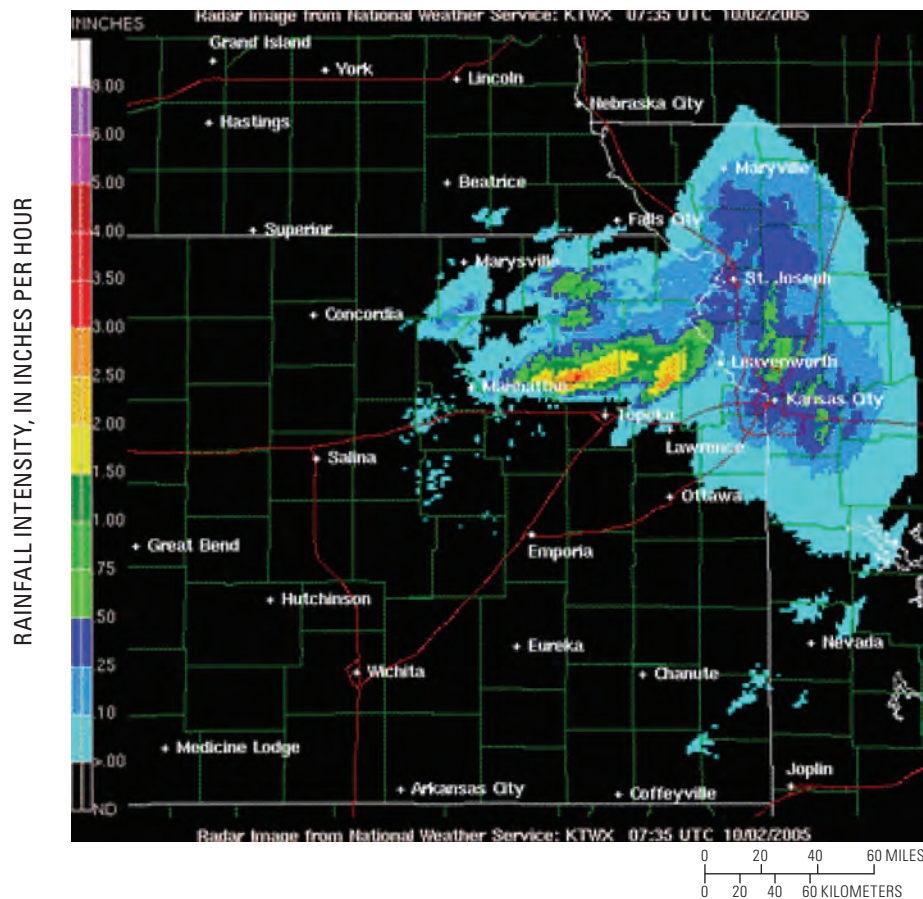 Radar Image from National Weather Service: KTWX 07:35 UTC 10/02/2005
INNCHES
RAINFALL INTENSITY, IN INCHES PER HOUR
8.00
6.00
5.00
4.00
3.50
3.00
2.50
2.00
1.50
1.00
.75
.50
.25
.10
>.00
ND
Grand Island
York
Lincoln
Nebraska City
Hastings
Maryville
Beatrice
Falls City
Superior
Marysville
St. Joseph
Concordia
Leavenworth
Manhattan
Kansas City
Topeka
Lawrence
Salina
Ottawa
Great Bend
Emporia
Hutchinson
Eureka
Nevada
Wichita
Chanute
Medicine Lodge
Joplin
Arkansas City
Coffeyville
Radar Image from National Weather Service: KTWX 07:35 UTC 10/02/2005
0 20 40 60 MILES
0 20 40 60 KILOMETERS